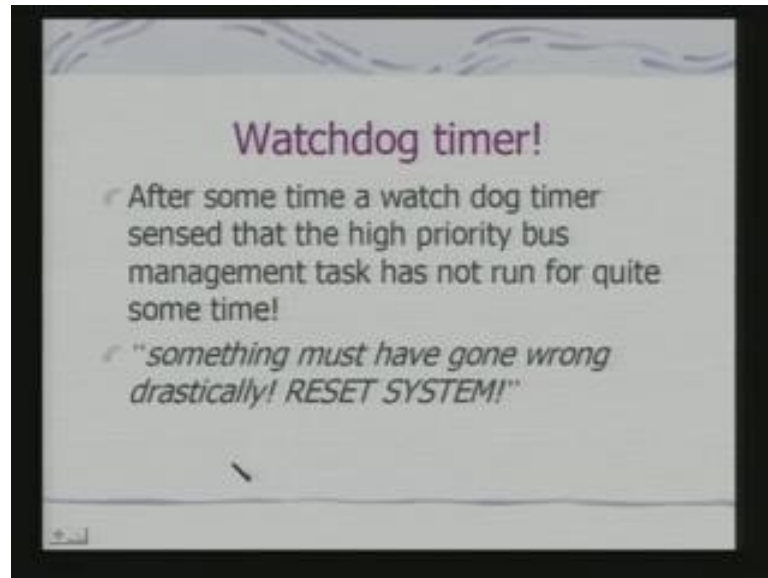 Watchdog timer!
After some time a watch dog timer
sensed that the high priority bus
management task has not run for quite
some time!
"something must have gone wrong
drastically! RESET SYSTEM!"